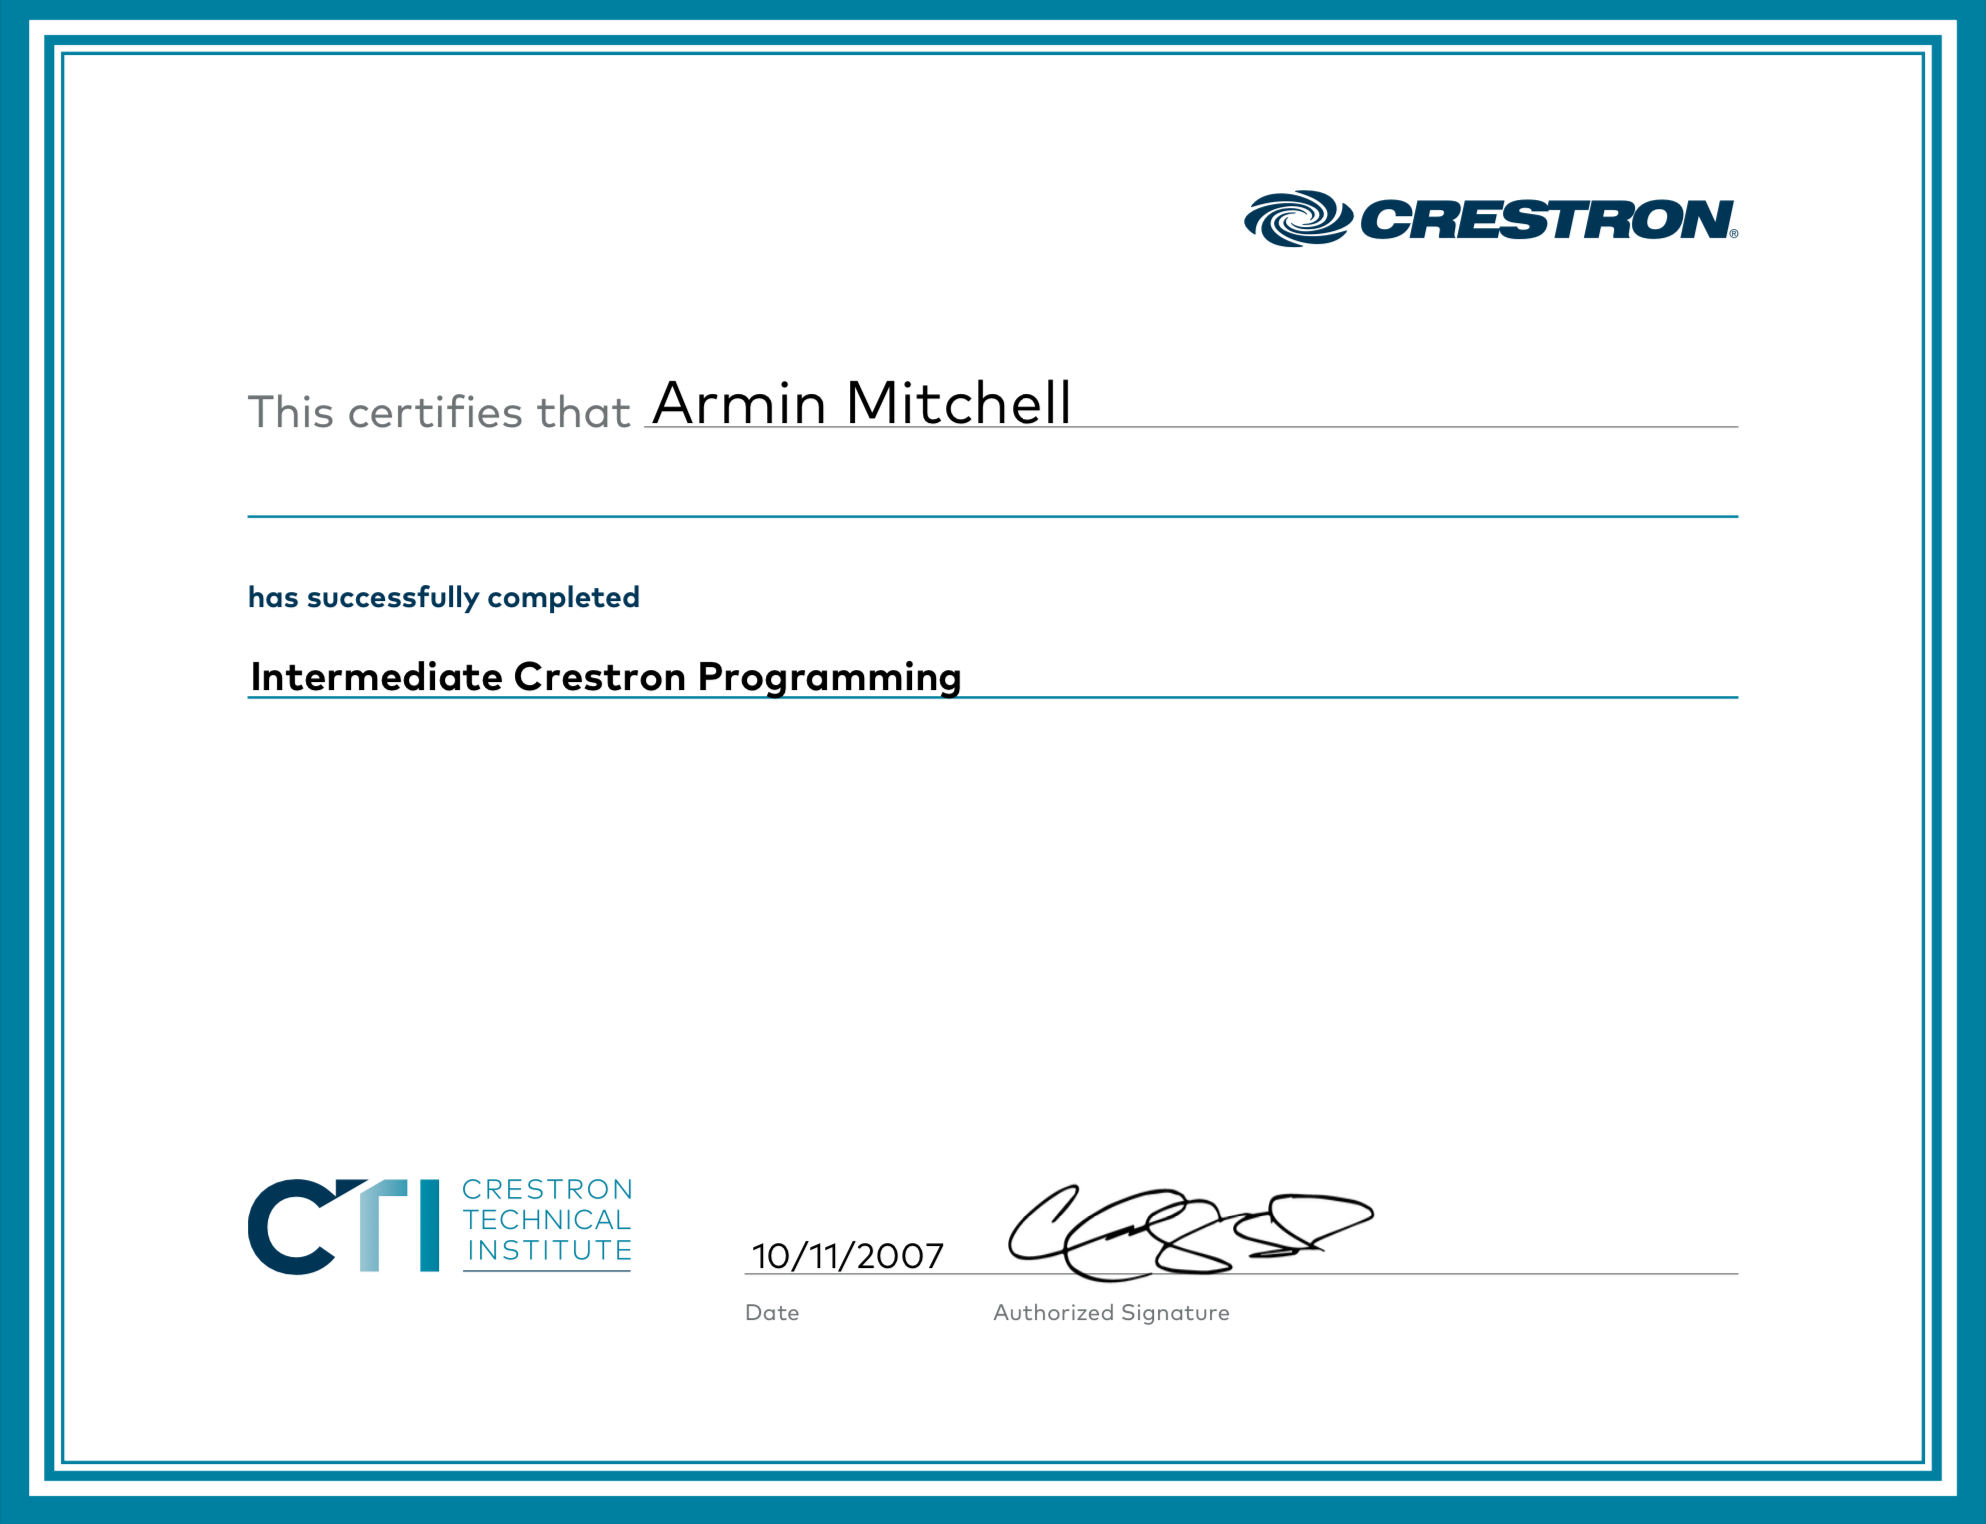 CRESTRON®
This certifies that Armin Mitchell
has successfully completed
Intermediate Crestron Programming
CTI
CRESTRON
TECHNICAL
INSTITUTE
10/11/2007
Date
Authorized Signature